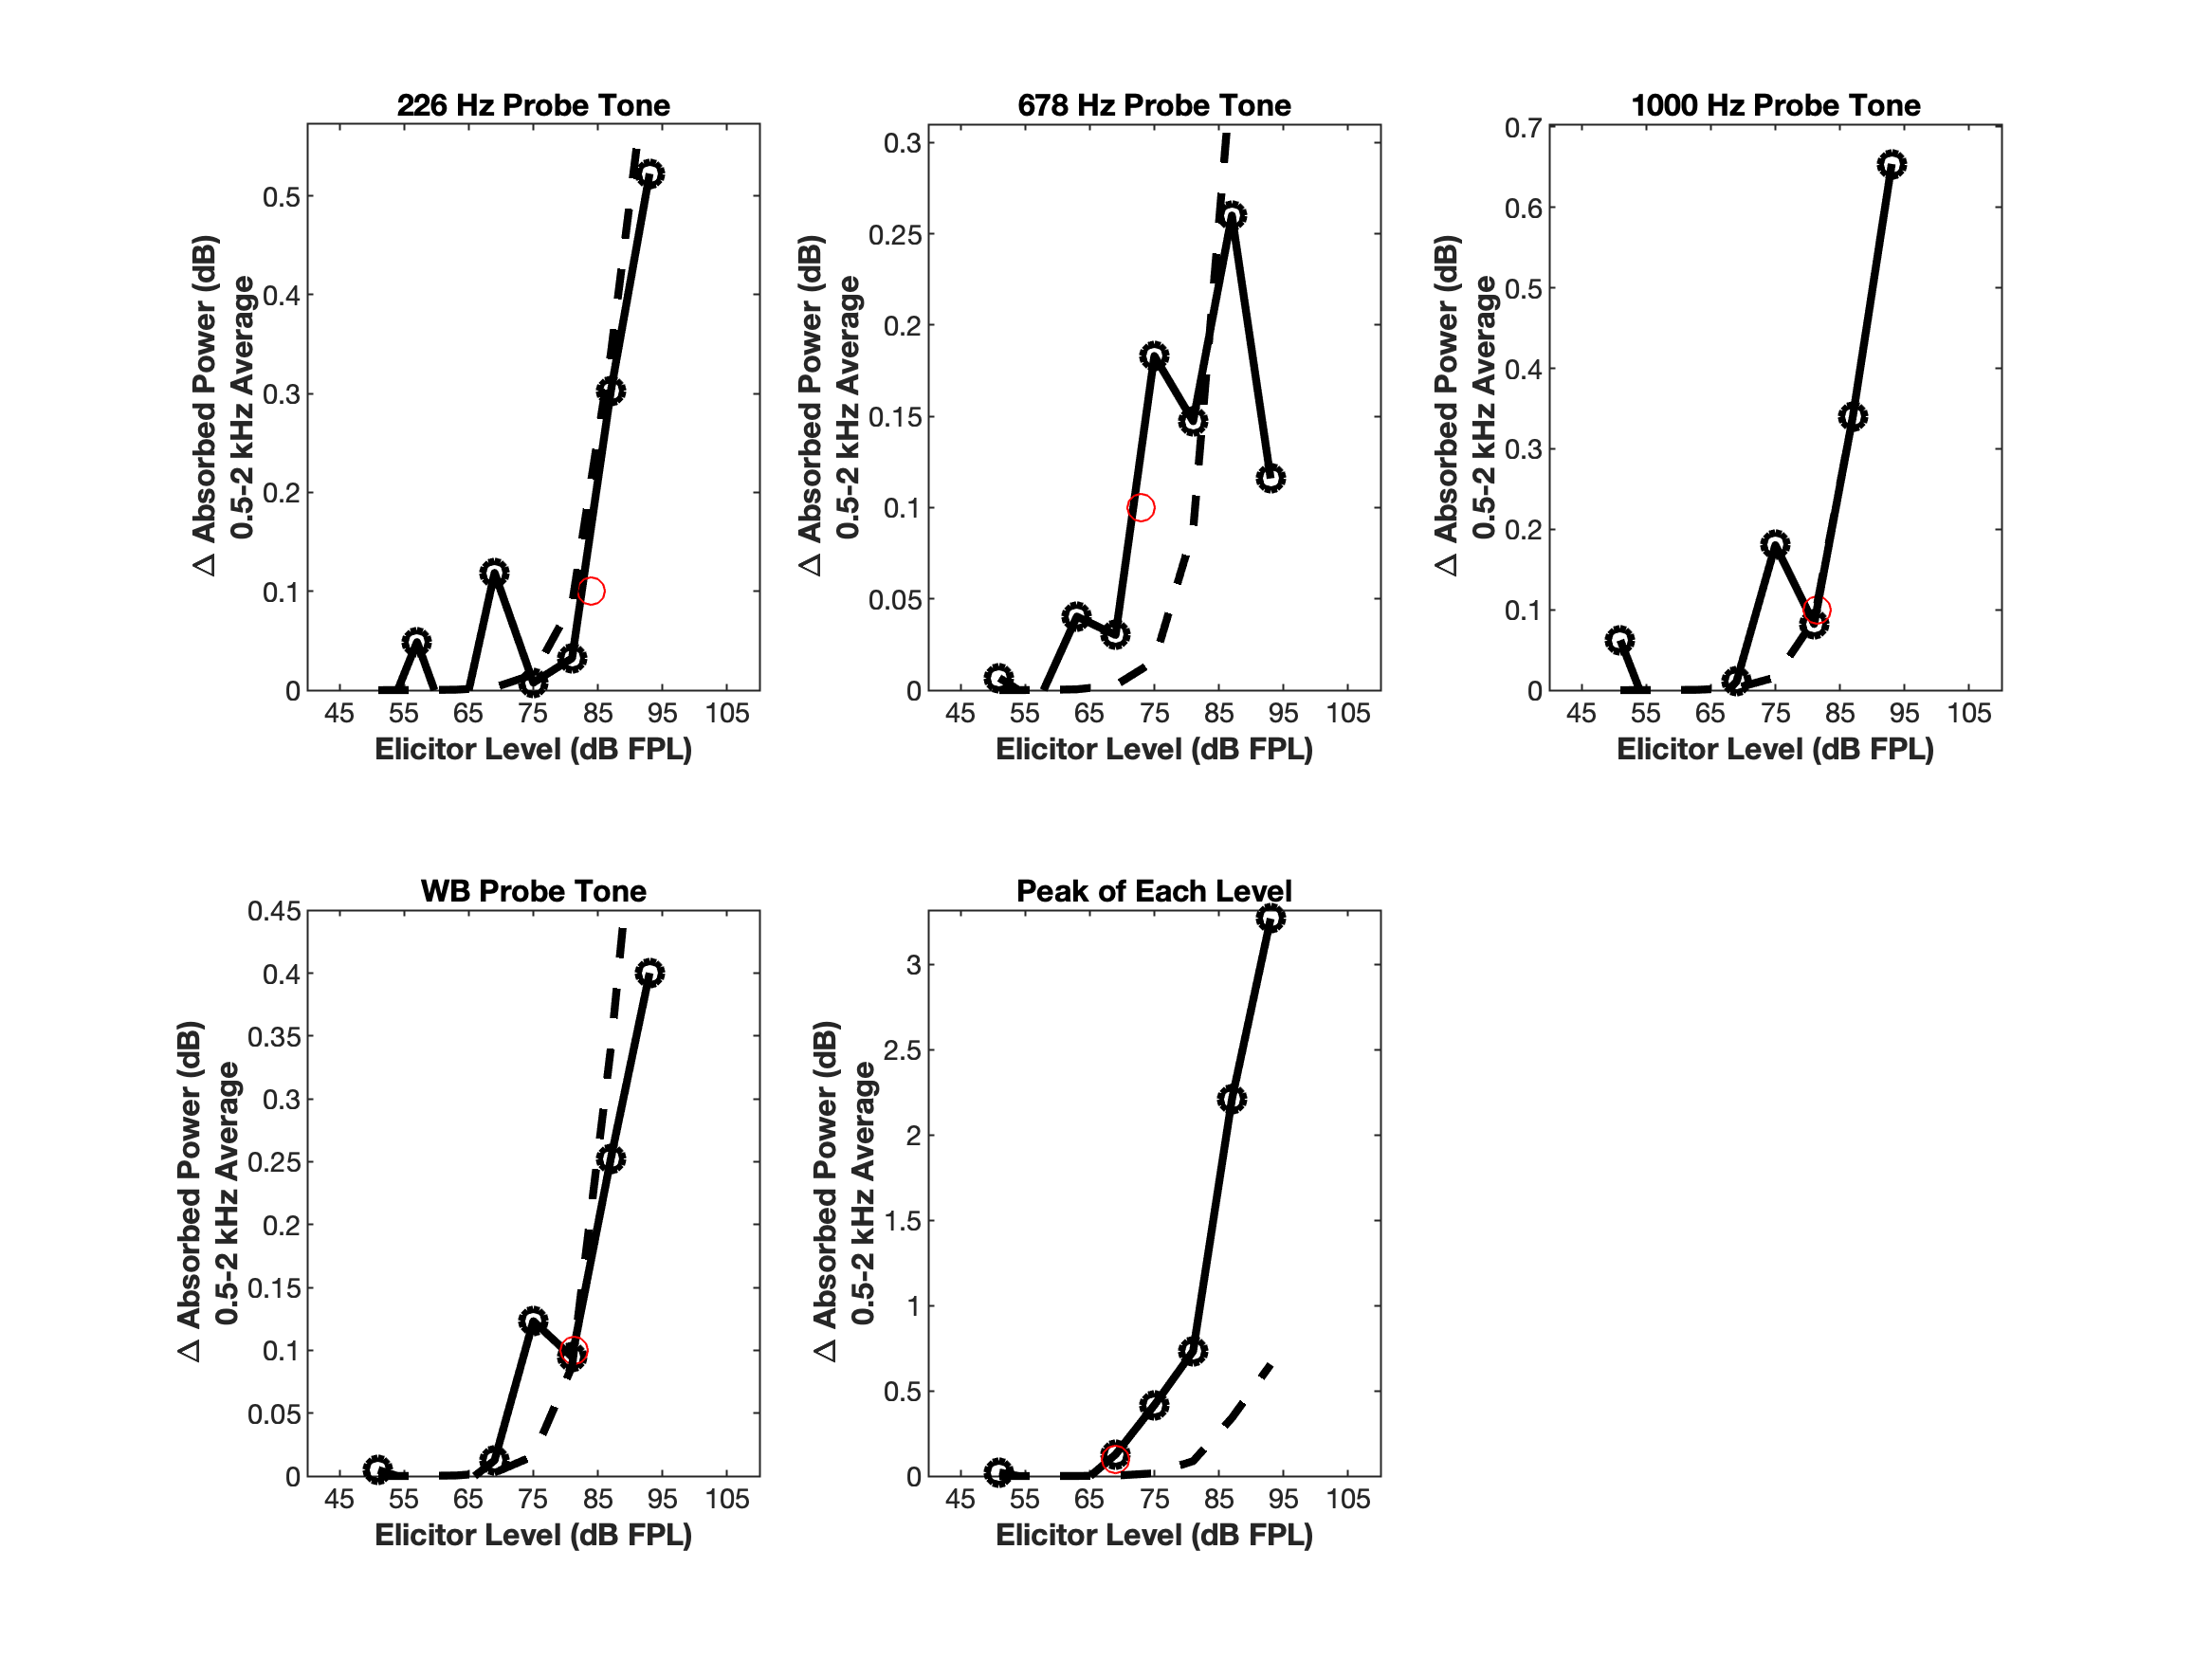 226 Hz Probe Tone
Δ Absorbed Power (dB)
0.5-2 kHz Average
0.5
0.4
0.3
0.2
0.1
0
45 55 65 75 85 95 105
Elicitor Level (dB FPL)
678 Hz Probe Tone
Δ Absorbed Power (dB)
0.5-2 kHz Average
0.3
0.25
0.2
0.15
0.1
0.05
0
45 55 65 75 85 95 105
Elicitor Level (dB FPL)
1000 Hz Probe Tone
Δ Absorbed Power (dB)
0.5-2 kHz Average
0.7
0.6
0.5
0.4
0.3
0.2
0.1
0
45 55 65 75 85 95 105
Elicitor Level (dB FPL)
WB Probe Tone
Δ Absorbed Power (dB)
0.5-2 kHz Average
0.45
0.4
0.35
0.3
0.25
0.2
0.15
0.1
0.05
0
45 55 65 75 85 95 105
Elicitor Level (dB FPL)
Peak of Each Level
Δ Absorbed Power (dB)
0.5-2 kHz Average
3
2.5
2
1.5
1
0.5
0
45 55 65 75 85 95 105
Elicitor Level (dB FPL)